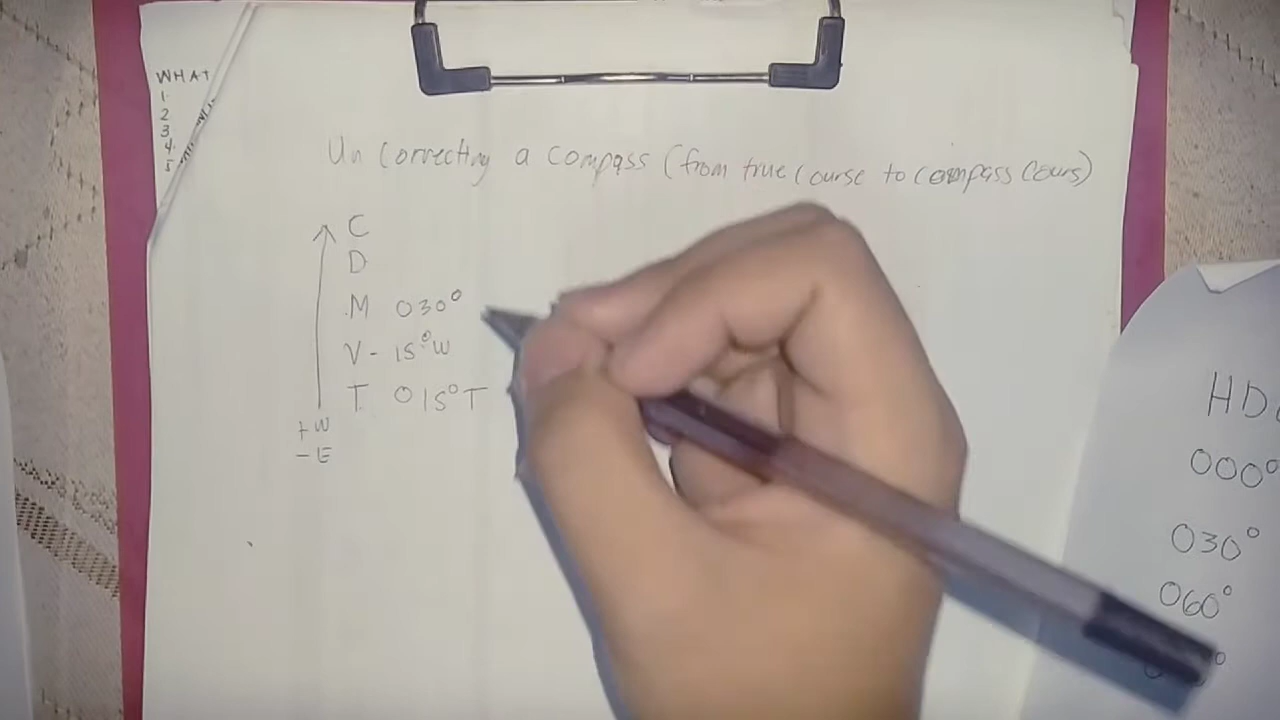 WHAT
1
2
3
4.
5
Un Correcting a compass (from true course to compass cours)
C
D
M 030°
V - 15°W
T 015°T
+ W
- E
000°
030°
060°